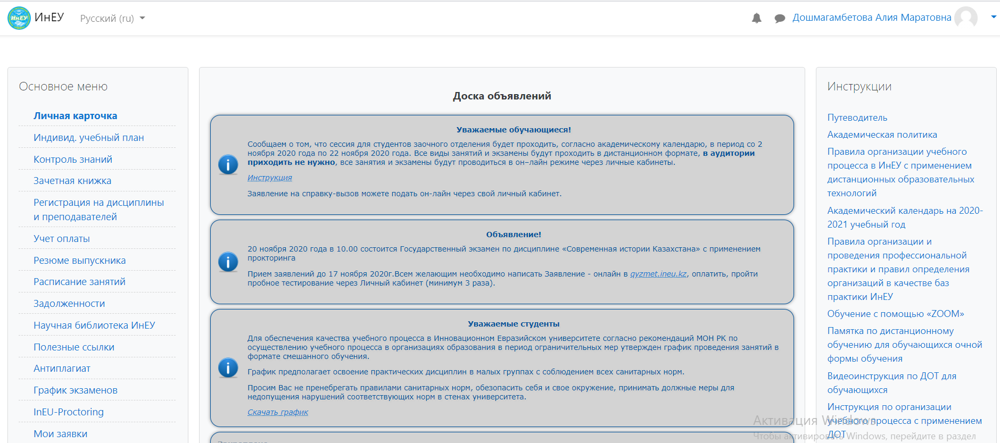 ИнЕУ
ИнЕУ
Русский (ru)
Дошмагамбетова Алия Маратовна
Основное меню
Личная карточка
Индивид. учебный план
Контроль знаний
Зачетная книжка
Регистрация на дисциплины
и преподавателей
Учет оплаты
Резюме выпускника
Расписание занятий
Задолженности
Научная библиотека ИнЕУ
Полезные ссылки
Антиплагиат
График экзаменов
InEU-Proctoring
Мои заявки
Доска объявлений
Уважаемые обучающиеся!
Сообщаем о том, что сессия для студентов заочного отделения будет проходить, согласно академическому календарю, в период со 2
ноября 2020 года по 22 ноября 2020 года. Все виды занятий и экзамены будут проходить в дистанционном формате, в аудитории
приходить не нужно, все занятия и экзамены будут проводиться в он–лайн режиме через личные кабинеты.
Инструкция
Заявление на справку-вызов можете подать он-лайн через свой личный кабинет.
Объявление!
20 ноября 2020 года в 10.00 состоится Государственный экзамен по дисциплине «Современная истории Казахстана» с применением
прокторинга
Прием заявлений до 17 ноября 2020г.Всем желающим необходимо написать Заявление - онлайн в qyzmet.ineu.kz, оплатить, пройти
пробное тестирование через Личный кабинет (минимум 3 раза).
Уважаемые студенты
Для обеспечения качества учебного процесса в Инновационном Евразийском университете согласно рекомендаций МОН РК по
осуществлению учебного процесса в организациях образования в период ограничительных мер утвержден график проведения занятий в
формате смешанного обучения.
График предполагает освоение практических дисциплин в малых группах с соблюдением всех санитарных норм.
Просим Вас не пренебрегать правилами санитарных норм, обезопасить себя и свое окружение, принимать должные меры для
недопущения нарушений соответствующих норм в стенах университета.
Скачать график
Инструкции
Путеводитель
Академическая политика
Правила организации учебного
процесса в ИнЕУ с применением
дистанционных образовательных
технологий
Академический календарь на 2020-
2021 учебный год
Правила организации и
проведения профессиональной
практики и правил определения
организаций в качестве баз
практики ИнЕУ
Обучение с помощью «ZOOM»
Памятка по дистанционному
обучению для обучающихся очной
формы обучения
Видеоинструкция по ДОТ для
обучающихся
Инструкция по организации
учебного процесса с применением
ДОТ
Активация Windows
Чтобы активировать Windows, перейдите в раздел